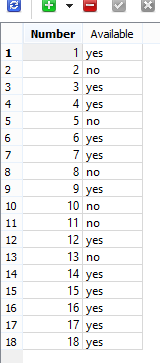 Number Available
1 1 yes
2 2 no
3 3 yes
4 4 yes
5 5 no
6 6 yes
7 7 yes
8 8 no
9 9 yes
10 10 no
11 11 no
12 12 yes
13 13 no
14 14 yes
15 15 yes
16 16 yes
17 17 yes
18 18 yes